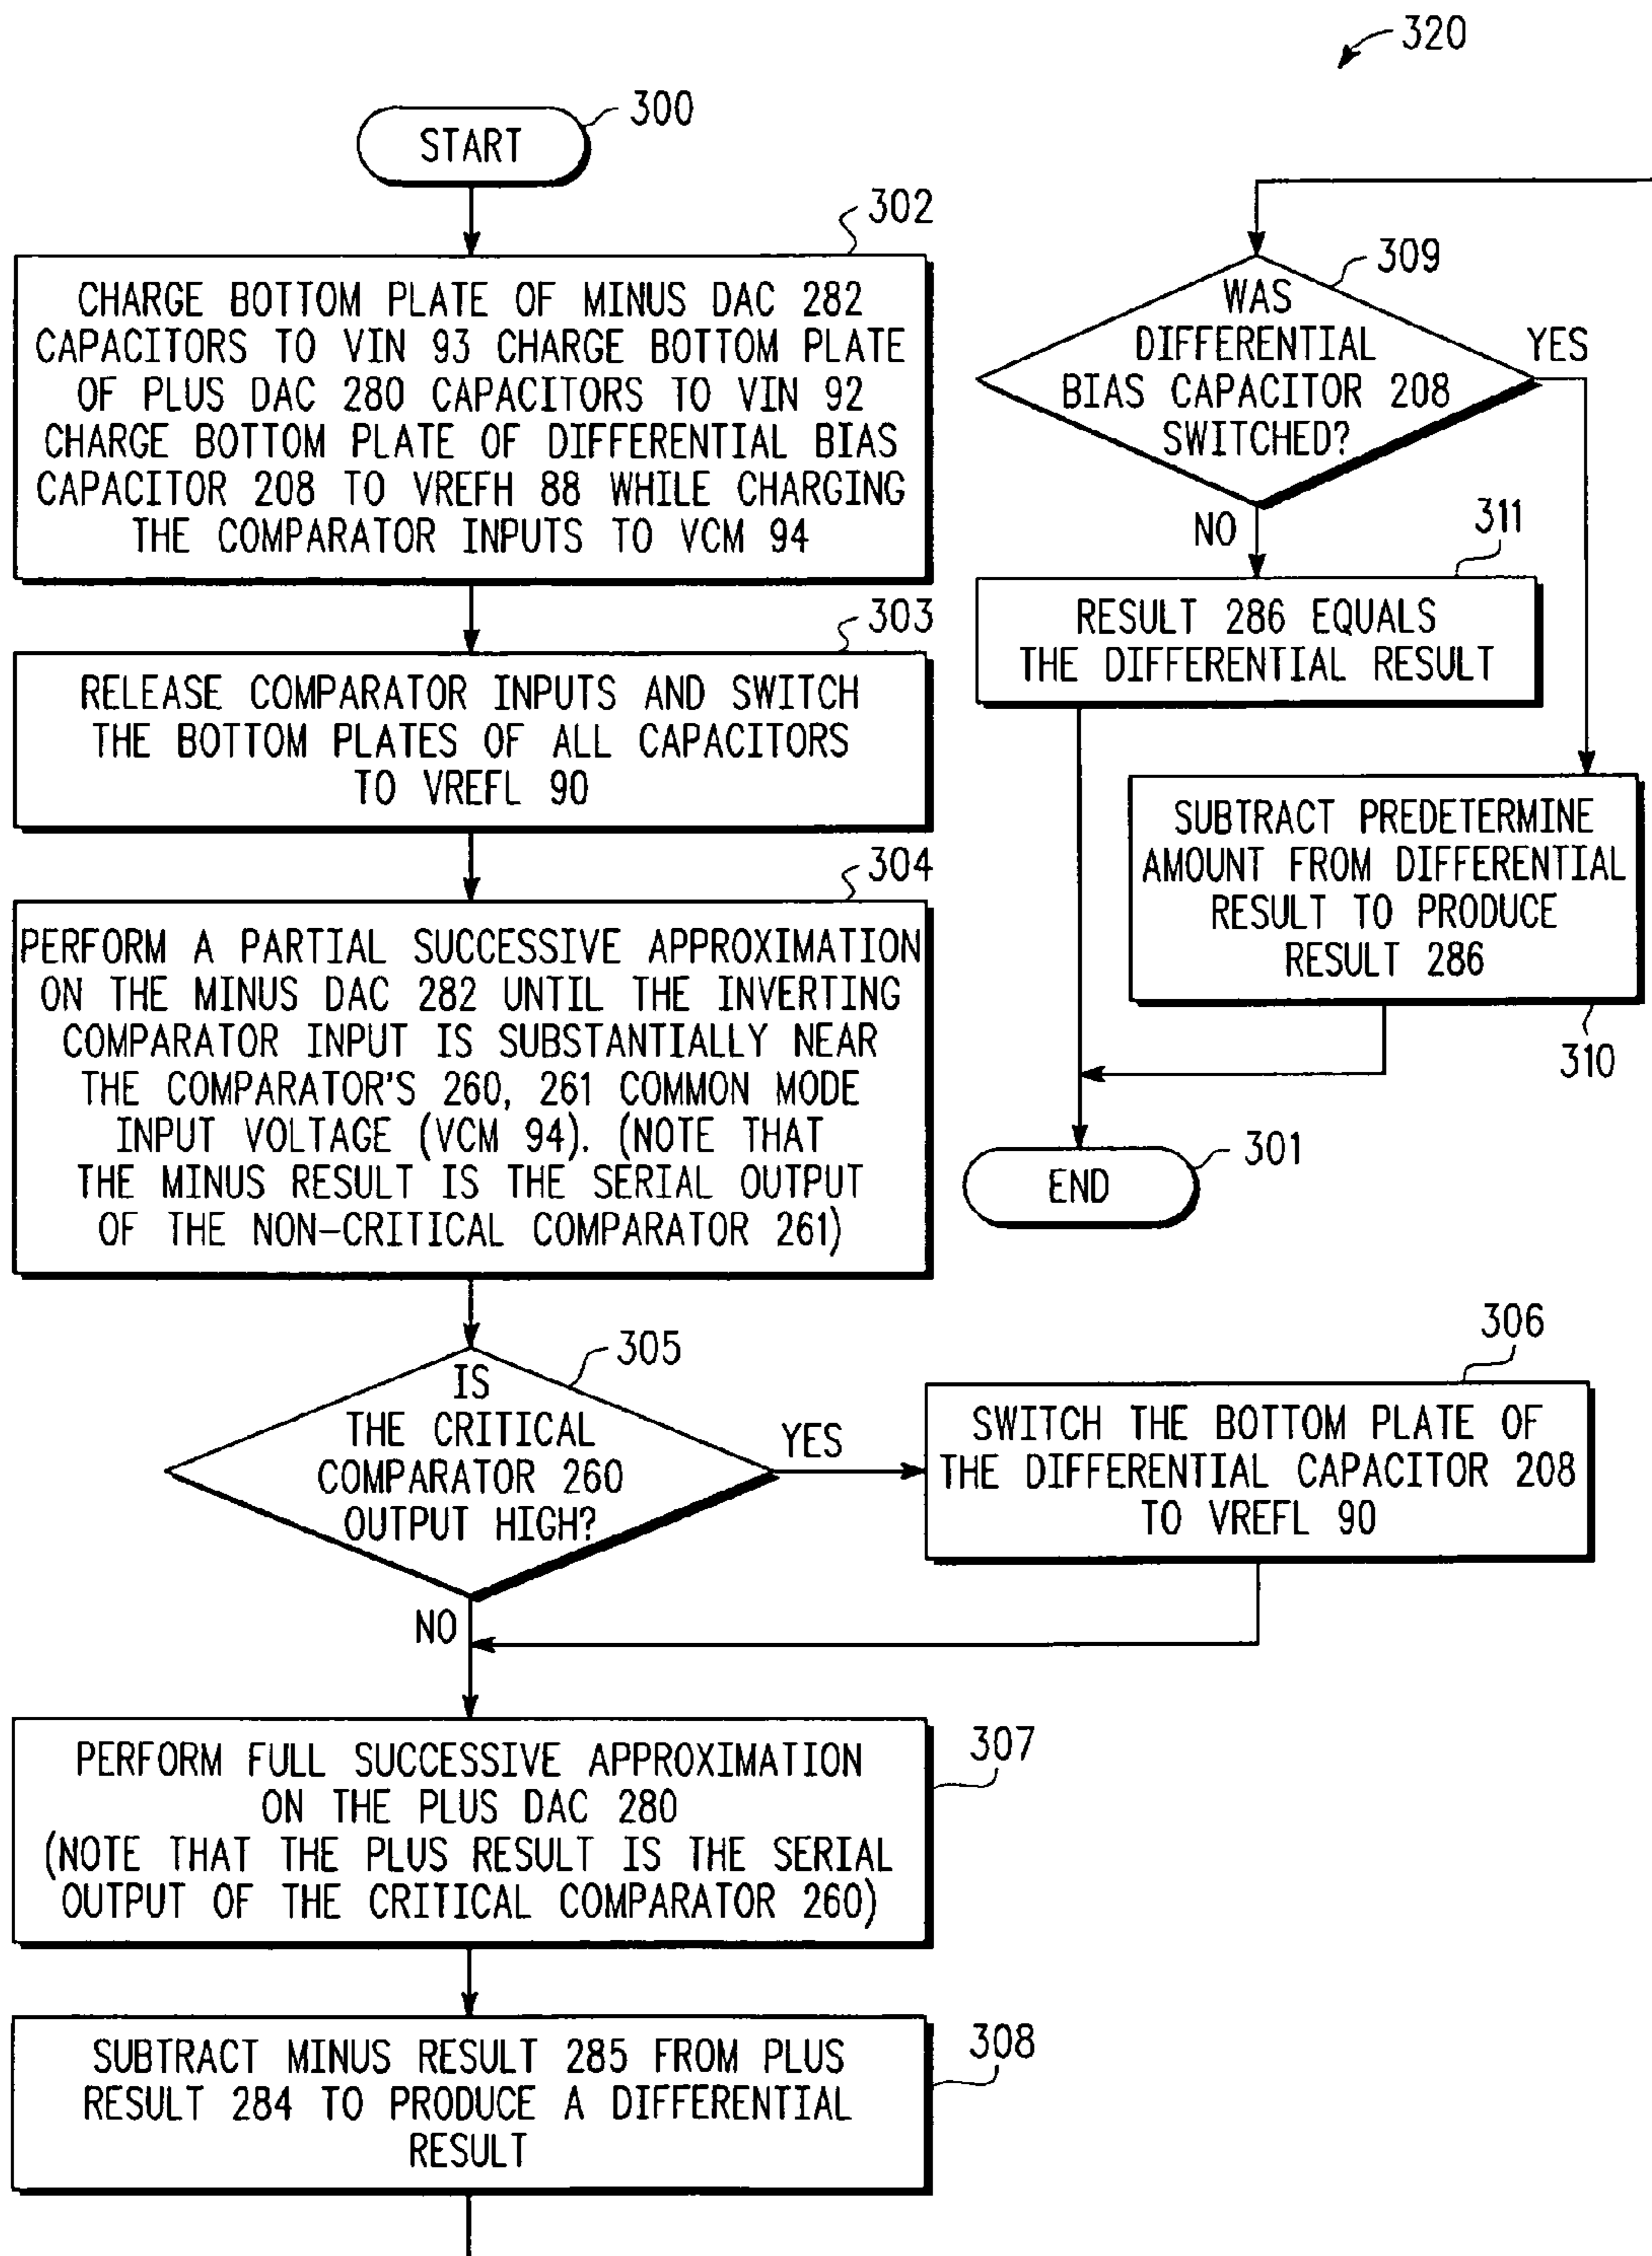 320
300
START
302
CHARGE BOTTOM PLATE OF MINUS DAC 282
CAPACITORS TO VIN 93 CHARGE BOTTOM PLATE
OF PLUS DAC 280 CAPACITORS TO VIN 92
CHARGE BOTTOM PLATE OF DIFFERENTIAL BIAS
CAPACITOR 208 TO VREFH 88 WHILE CHARGING
THE COMPARATOR INPUTS TO VCM 94
303
RELEASE COMPARATOR INPUTS AND SWITCH
THE BOTTOM PLATES OF ALL CAPACITORS
TO VREFL 90
304
PERFORM A PARTIAL SUCCESSIVE APPROXIMATION
ON THE MINUS DAC 282 UNTIL THE INVERTING
COMPARATOR INPUT IS SUBSTANTIALLY NEAR
THE COMPARATOR'S 260, 261 COMMON MODE
INPUT VOLTAGE (VCM 94). (NOTE THAT
THE MINUS RESULT IS THE SERIAL OUTPUT
OF THE NON-CRITICAL COMPARATOR 261)
305
IS
THE CRITICAL
COMPARATOR 260
OUTPUT HIGH?
YES
NO
306
SWITCH THE BOTTOM PLATE OF
THE DIFFERENTIAL CAPACITOR 208
TO VREFL 90
307
PERFORM FULL SUCCESSIVE APPROXIMATION
ON THE PLUS DAC 280
(NOTE THAT THE PLUS RESULT IS THE SERIAL
OUTPUT OF THE CRITICAL COMPARATOR 260)
308
SUBTRACT MINUS RESULT 285 FROM PLUS
RESULT 284 TO PRODUCE A DIFFERENTIAL
RESULT
309
WAS
DIFFERENTIAL
BIAS CAPACITOR 208
SWITCHED?
YES
NO
311
RESULT 286 EQUALS
THE DIFFERENTIAL RESULT
SUBTRACT PREDETERMINE
AMOUNT FROM DIFFERENTIAL
RESULT TO PRODUCE
RESULT 286
310
301
END